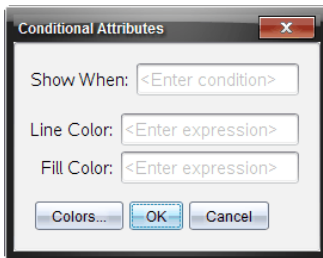 Conditional Attributes x
Show When: <Enter condition>
Line Color: <Enter expression>
Fill Color: <Enter expression>
Colors... OK Cancel